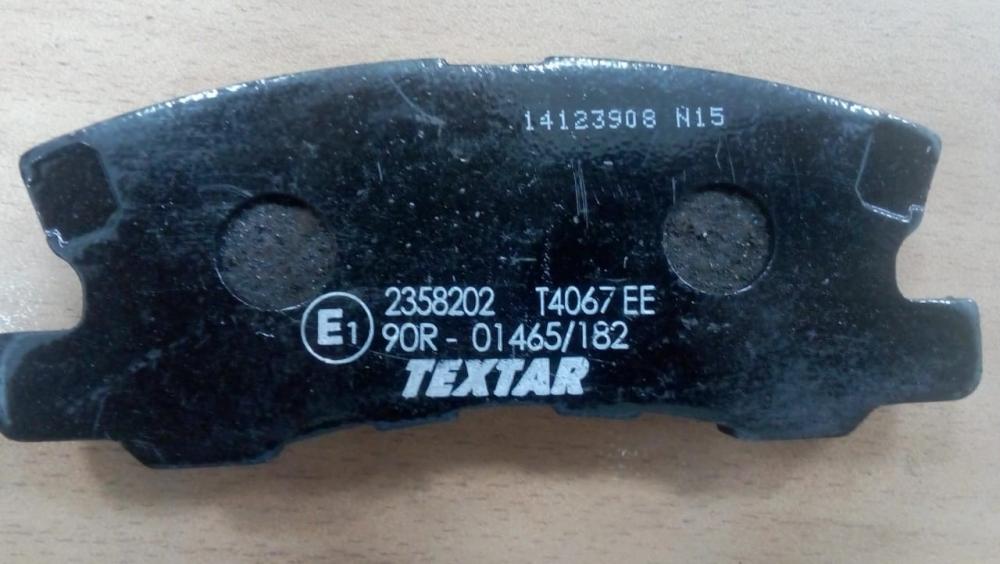 14123908 N15
2358202 T4067 EE
E1 90R - 01465/182
TEXTAR